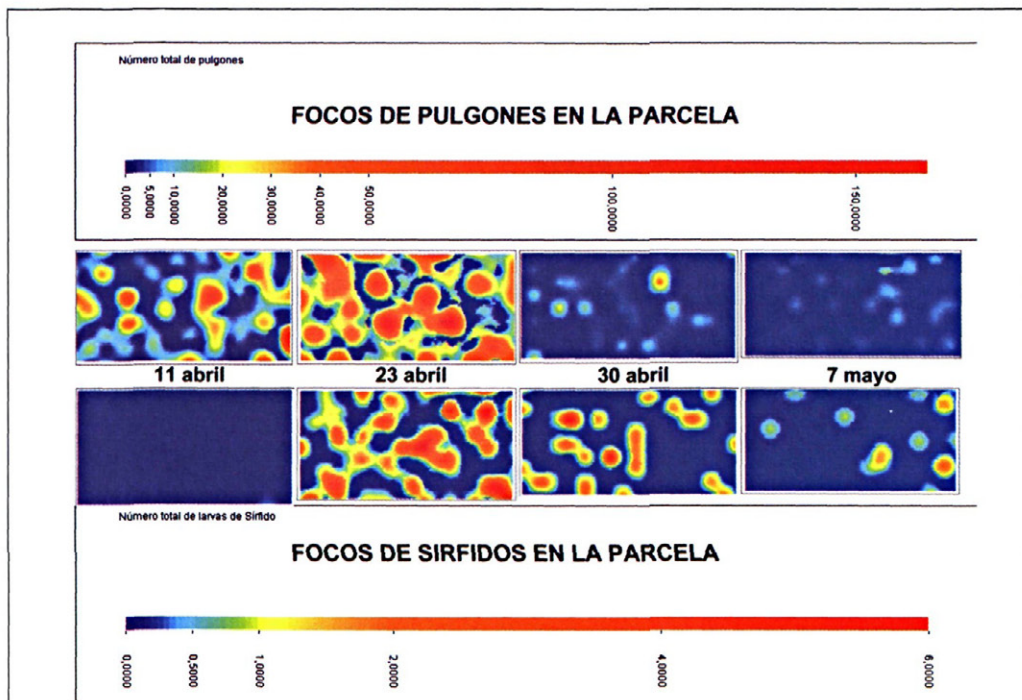 Número total de pulgones
FOCOS DE PULGONES EN LA PARCELA
0,0000 5,0000 10,0000 20,0000 30,0000 40,0000 50,0000 100,0000 150,0000
11 abril 23 abril 30 abril 7 mayo
Número total de larvas de Sírfido
FOCOS DE SIRFIDOS EN LA PARCELA
0,0000 0,5000 1,0000 2,0000 4,0000 6,0000